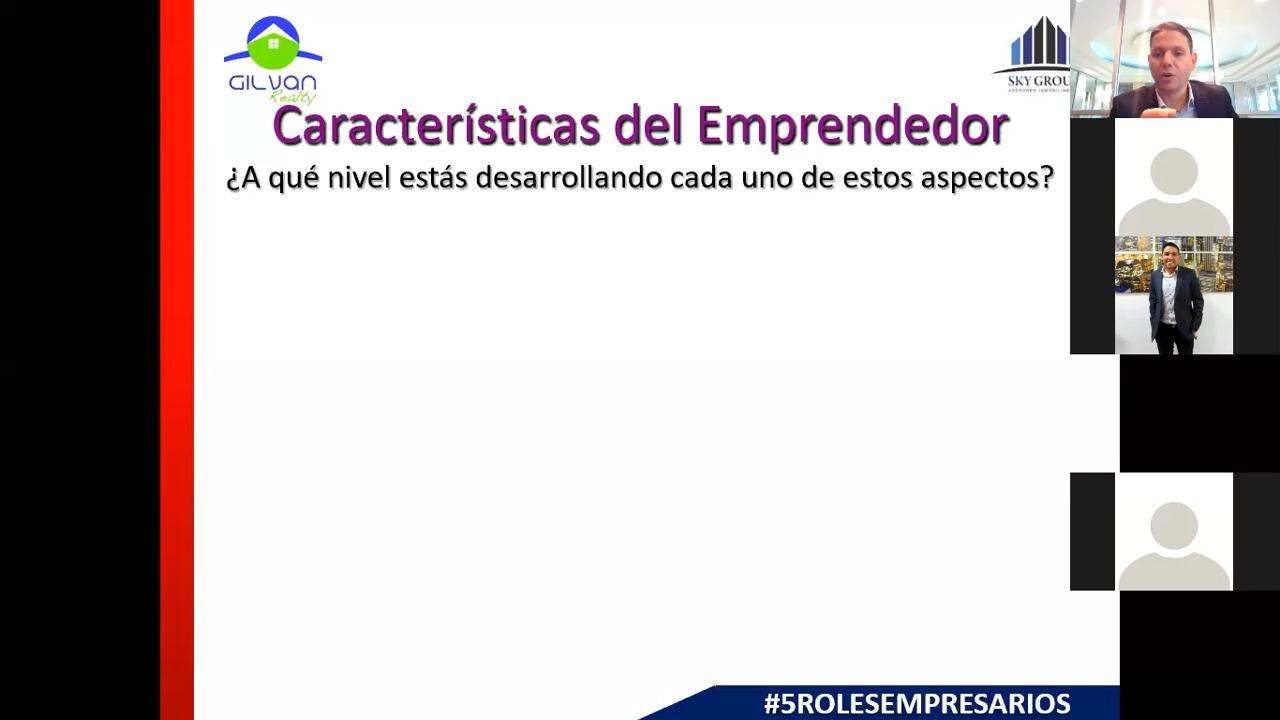 GILVAN
Realty
SKY GROU
Características del Emprendedor
¿A qué nivel estás desarrollando cada uno de estos aspectos?
#5ROLESEMPRESARIOS